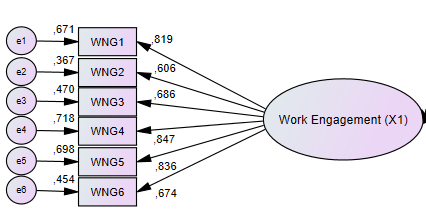 ,671
e1 WNG1 ,819
,367
e2 WNG2 ,606
,470
e3 WNG3 ,686
Work Engagement (X1)
,718
e4 WNG4 ,847
,698
e5 WNG5 ,836
,454
e6 WNG6 ,674